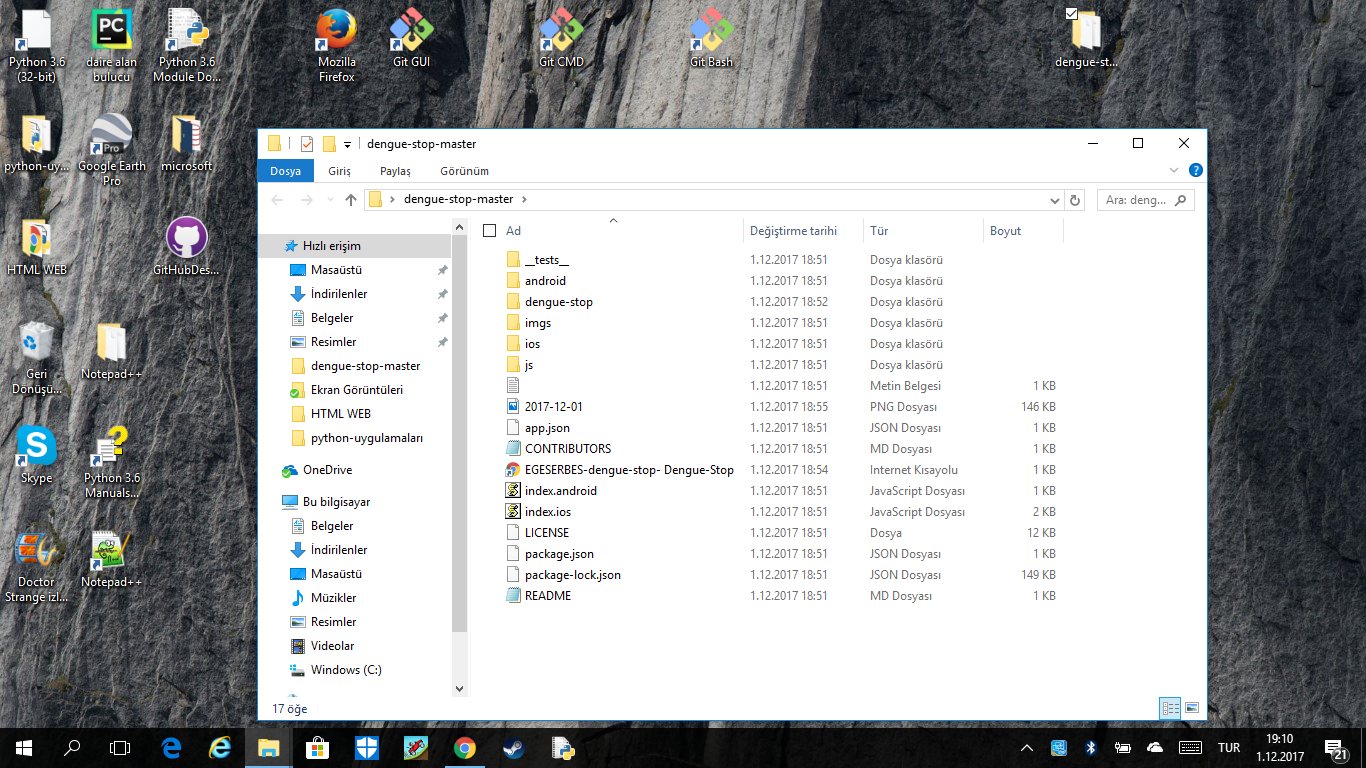 Python 3.6
(32-bit)
daire alan
bulucu
Python 3.6
Module Do...
Mozilla
Firefox
Git GUI
Git CMD
Git Bash
dengue-st...
python-uy...
Google Earth
Pro
microsoft
HTML WEB
GitHubDes...
Geri
Dönüşü...
Notepad++
Skype
Python 3.6
Manuals...
Doctor
Strange izl...
Notepad++
dengue-stop-master
Dosya
Giriş
Paylaş
Görünüm
dengue-stop-master
Ara: deng...
Hızlı erişim
Masaüstü
İndirilenler
Belgeler
Resimler
dengue-stop-master
Ekran Görüntüleri
HTML WEB
python-uygulamaları
OneDrive
Bu bilgisayar
Belgeler
İndirilenler
Masaüstü
Müzikler
Resimler
Videolar
Windows (C:)
Ad Değiştirme tarihi Tür Boyut
__tests__ 1.12.2017 18:51 Dosya klasörü
android 1.12.2017 18:51 Dosya klasörü
dengue-stop 1.12.2017 18:52 Dosya klasörü
imgs 1.12.2017 18:51 Dosya klasörü
ios 1.12.2017 18:51 Dosya klasörü
js 1.12.2017 18:51 Dosya klasörü
1.12.2017 18:51 Metin Belgesi 1 KB
2017-12-01 1.12.2017 18:55 PNG Dosyası 146 KB
app.json 1.12.2017 18:51 JSON Dosyası 1 KB
CONTRIBUTORS 1.12.2017 18:51 MD Dosyası 1 KB
EGESERBES-dengue-stop- Dengue-Stop 1.12.2017 18:54 Internet Kısayolu 1 KB
index.android 1.12.2017 18:51 JavaScript Dosyası 1 KB
index.ios 1.12.2017 18:51 JavaScript Dosyası 2 KB
LICENSE 1.12.2017 18:51 Dosya 12 KB
package.json 1.12.2017 18:51 JSON Dosyası 1 KB
package-lock.json 1.12.2017 18:51 JSON Dosyası 149 KB
README 1.12.2017 18:51 MD Dosyası 1 KB
17 öğe
TUR
19:10
1.12.2017
21